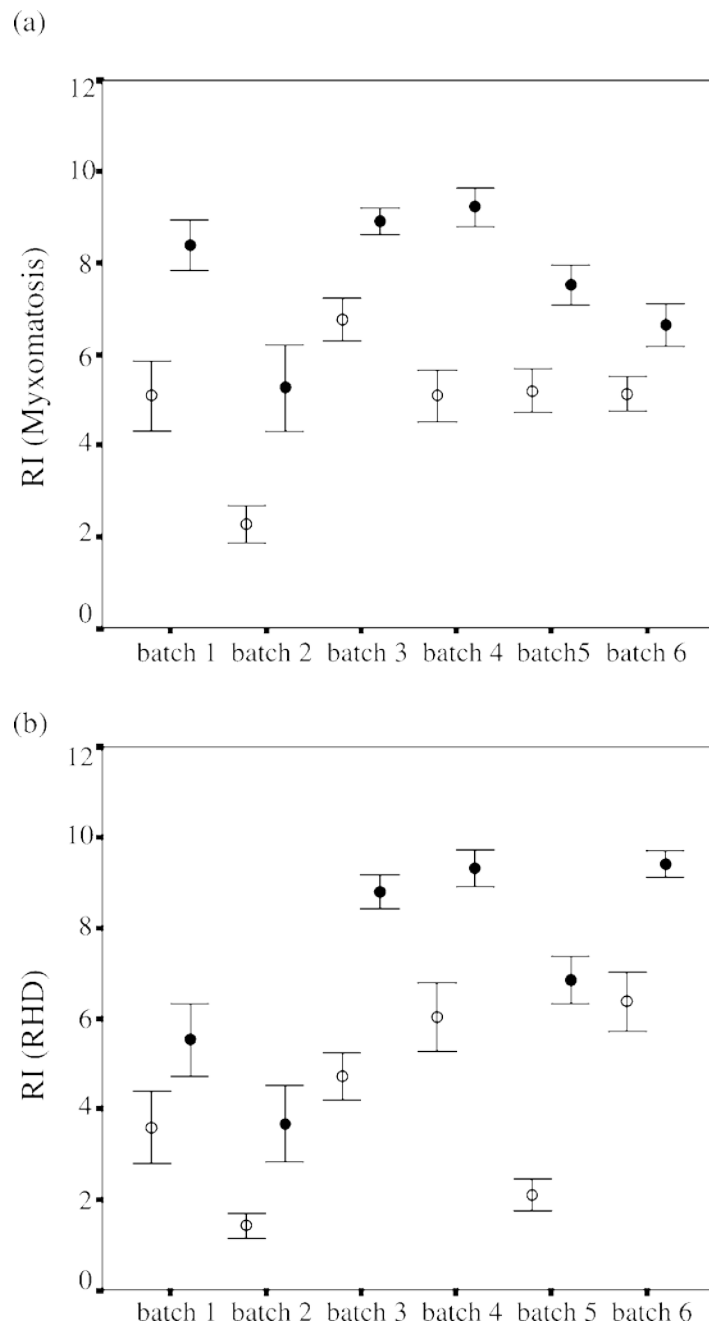 (a)
12
10
8
6
4
2
0
RI (Myxomatosis)
batch 1 batch 2 batch 3 batch 4 batch5 batch 6
(b)
12
10
8
6
4
2
0
RI (RHD)
batch 1 batch 2 batch 3 batch 4 batch 5 batch 6